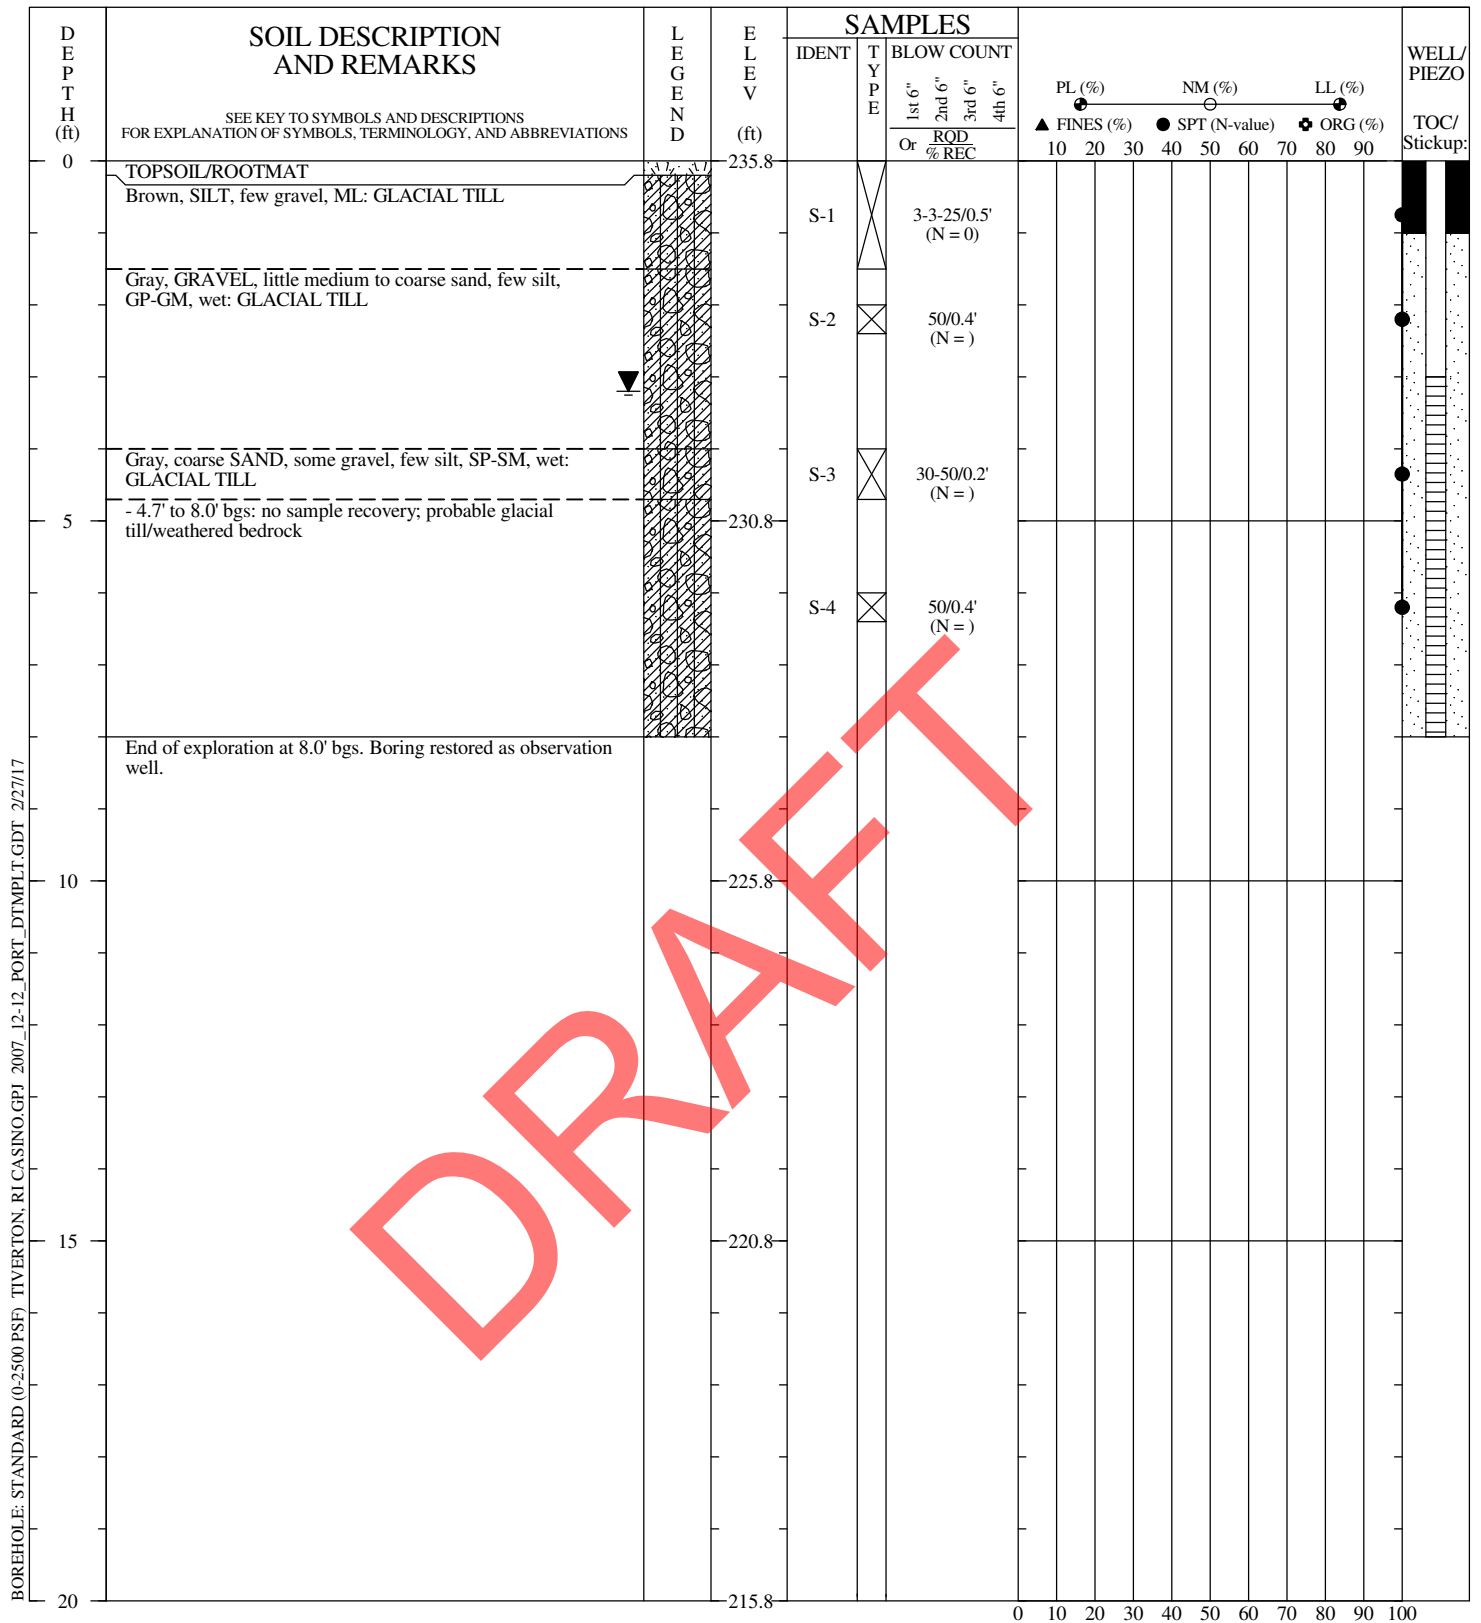 DEPTH
(ft)
SOIL DESCRIPTION
AND REMARKS
SEE KEY TO SYMBOLS AND DESCRIPTIONS
FOR EXPLANATION OF SYMBOLS, TERMINOLOGY, AND ABBREVIATIONS
LEGEND
ELEV
(ft)
SAMPLES
IDENT
TYPE
BLOW COUNT
1st 6"
2nd 6"
3rd 6"
4th 6"
Or RQD
% REC
PL (%) NM (%) LL (%)
▲ FINES (%) ● SPT (N-value) ✚ ORG (%)
10 20 30 40 50 60 70 80 90
WELL/
PIEZO
TOC/
Stickup:
0
235.8
TOPSOIL/ROOTMAT
Brown, SILT, few gravel, ML: GLACIAL TILL
S-1
3-3-25/0.5'
(N = 0)
Gray, GRAVEL, little medium to coarse sand, few silt,
GP-GM, wet: GLACIAL TILL
S-2
50/0.4'
(N = )
Gray, coarse SAND, some gravel, few silt, SP-SM, wet:
GLACIAL TILL
S-3
30-50/0.2'
(N = )
- 4.7' to 8.0' bgs: no sample recovery; probable glacial
till/weathered bedrock
5
230.8
S-4
50/0.4'
(N = )
End of exploration at 8.0' bgs. Boring restored as observation
well.
10
225.8
15
220.8
20
215.8
0 10 20 30 40 50 60 70 80 90 100
DRAFT
BOREHOLE: STANDARD (0-2500 PSF) TIVERTON, RI CASINO.GPJ 2007_12-12_PORT_DTMPLT.GDT 2/27/17